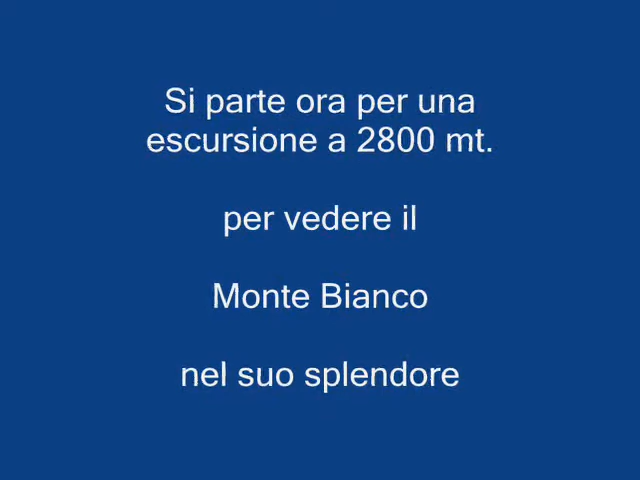 Si parte ora per una
escursione a 2800 mt.
per vedere il
Monte Bianco
nel suo splendore